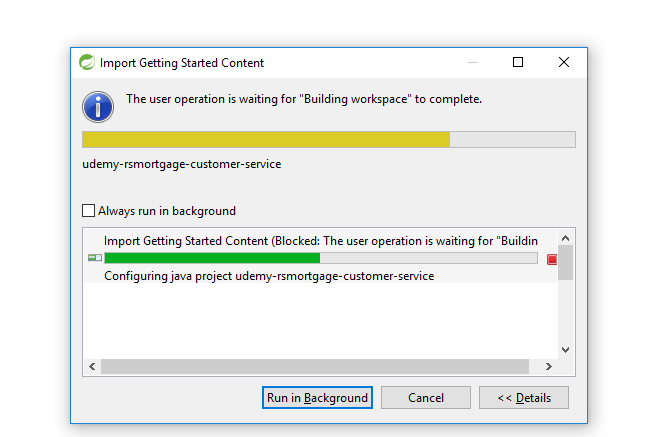 Import Getting Started Content
The user operation is waiting for "Building workspace" to complete.
udemy-rsmortgage-customer-service
Always run in background
Import Getting Started Content (Blocked: The user operation is waiting for "Buildin
Configuring java project udemy-rsmortgage-customer-service
Run in Background
Cancel
<< Details